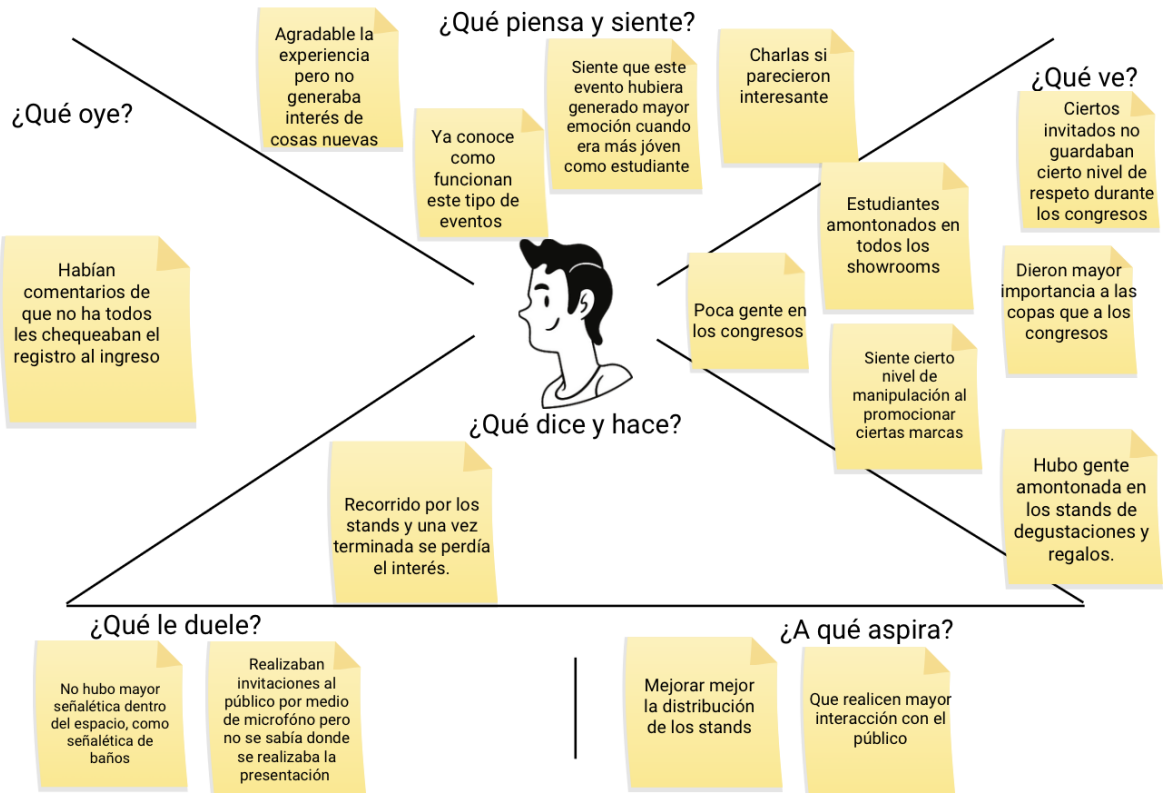 ¿Qué piensa y siente?
Agradable la
experiencia
pero no
generaba
interés de
cosas nuevas
Ya conoce
como
funcionan
este tipo de
eventos
Siente que este
evento hubiera
generado mayor
emoción cuando
era más jóven
como estudiante
Charlas si
parecieron
interesante
¿Qué oye?
Habían
comentarios de
que no ha todos
les chequeaban el
registro al ingreso
¿Qué ve?
Ciertos
invitados no
guardaban
cierto nivel de
respeto durante
los congresos
Estudiantes
amontonados en
todos los
showrooms
Poca gente en
los congresos
Dieron mayor
importancia a las
copas que a los
congresos
Siente cierto
nivel de
manipulación al
promocionar
ciertas marcas
Hubo gente
amontonada en
los stands de
degustaciones y
regalos.
¿Qué dice y hace?
Recorrido por los
stands y una vez
terminada se perdía
el interés.
¿Qué le duele?
No hubo mayor
señalética dentro
del espacio, como
señalética de
baños
Realizaban
invitaciones al
público por medio
de microfóno pero
no se sabía donde
se realizaba la
presentación
¿A qué aspira?
Mejorar mejor
la distribución
de los stands
Que realicen mayor
interacción con el
público